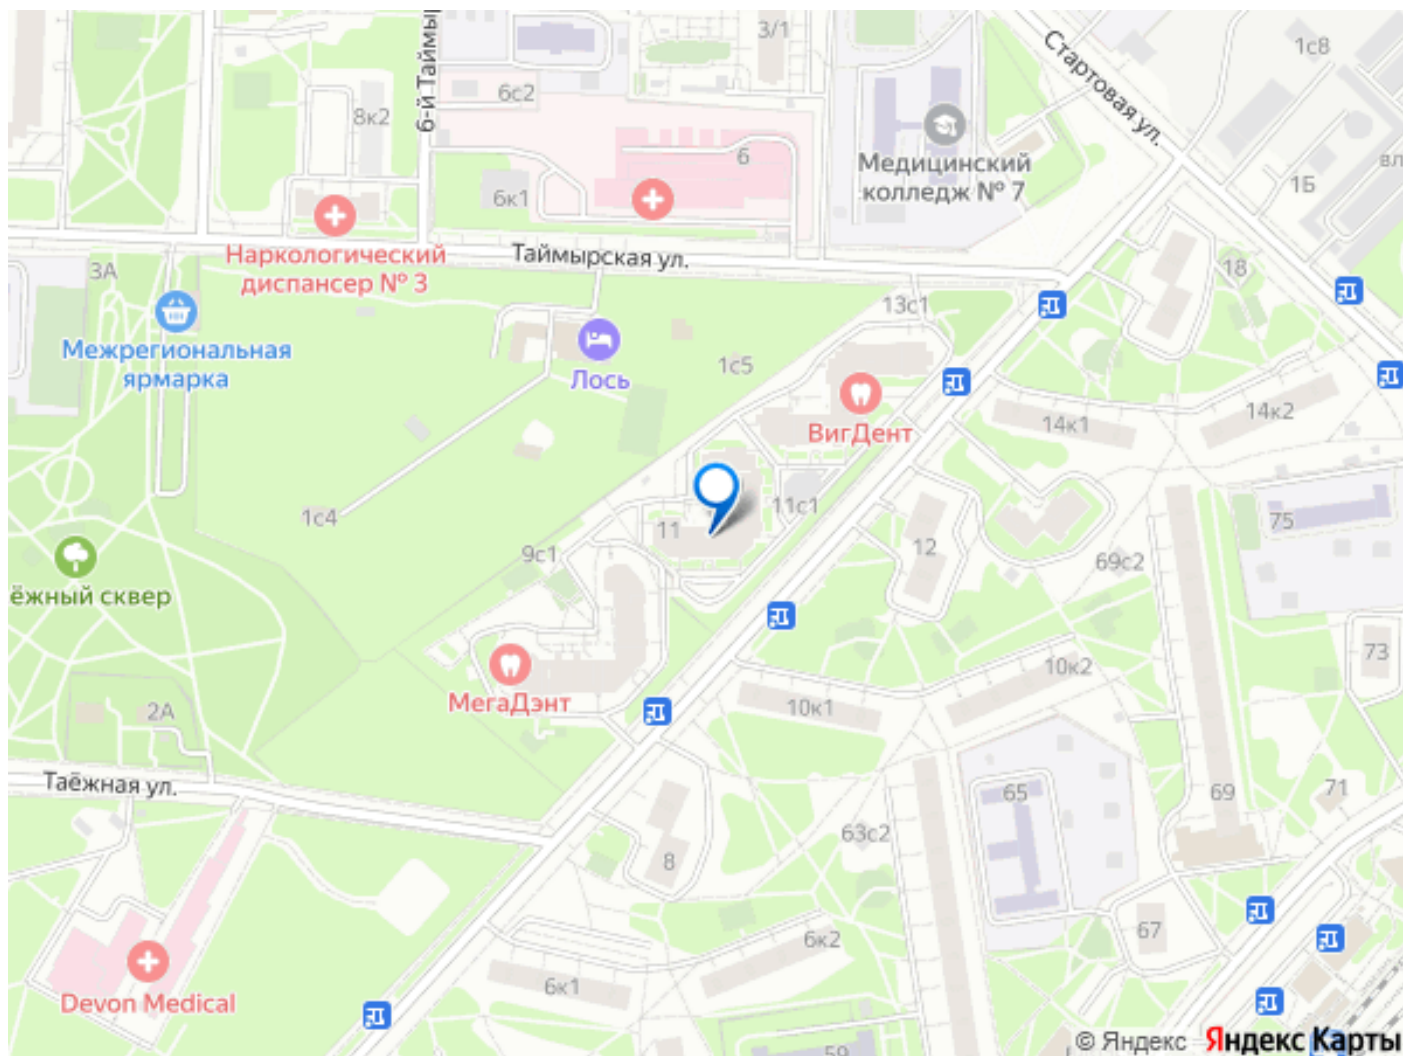 3/1
1с8
Стартовая ул.
6с2
6-й Таймыр
8к2
6
Медицинский
колледж № 7
вл
1Б
6к1
Наркологический
диспансер № 3
Таймырская ул.
18
3А
13с1
Межрегиональная
ярмарка
Лось
1с5
ВигДент
14к1
14к2
11с1
75
1с4
11
9с1
12
69с2
ёжный сквер
73
10к2
МегаДэнт
10к1
2А
Таёжная ул.
65
69
71
63с2
8
67
6к2
6к1
Devon Medical
59
© Яндекс Яндекс Карты